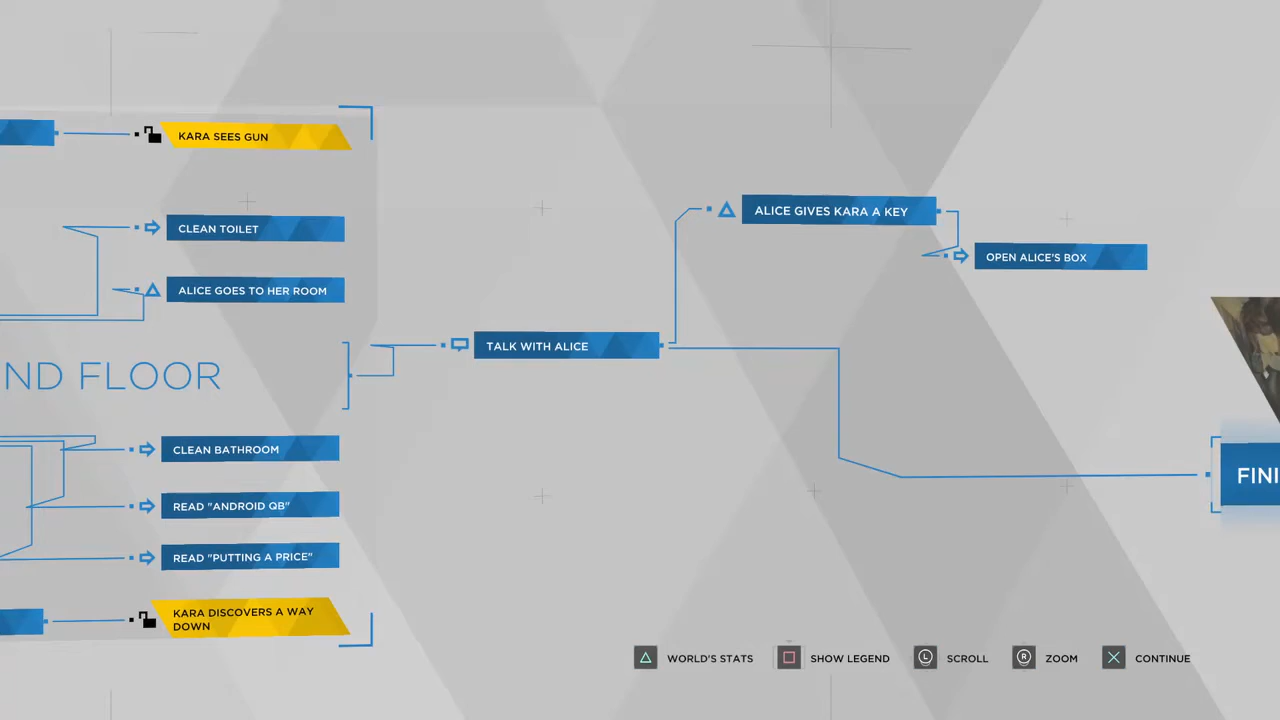 KARA SEES GUN
CLEAN TOILET
ALICE GOES TO HER ROOM
ND FLOOR
CLEAN BATHROOM
READ "ANDROID QB"
READ "PUTTING A PRICE"
KARA DISCOVERS A WAY
DOWN
TALK WITH ALICE
ALICE GIVES KARA A KEY
OPEN ALICE'S BOX
FINI
WORLD'S STATS
SHOW LEGEND
L
SCROLL
R
ZOOM
CONTINUE